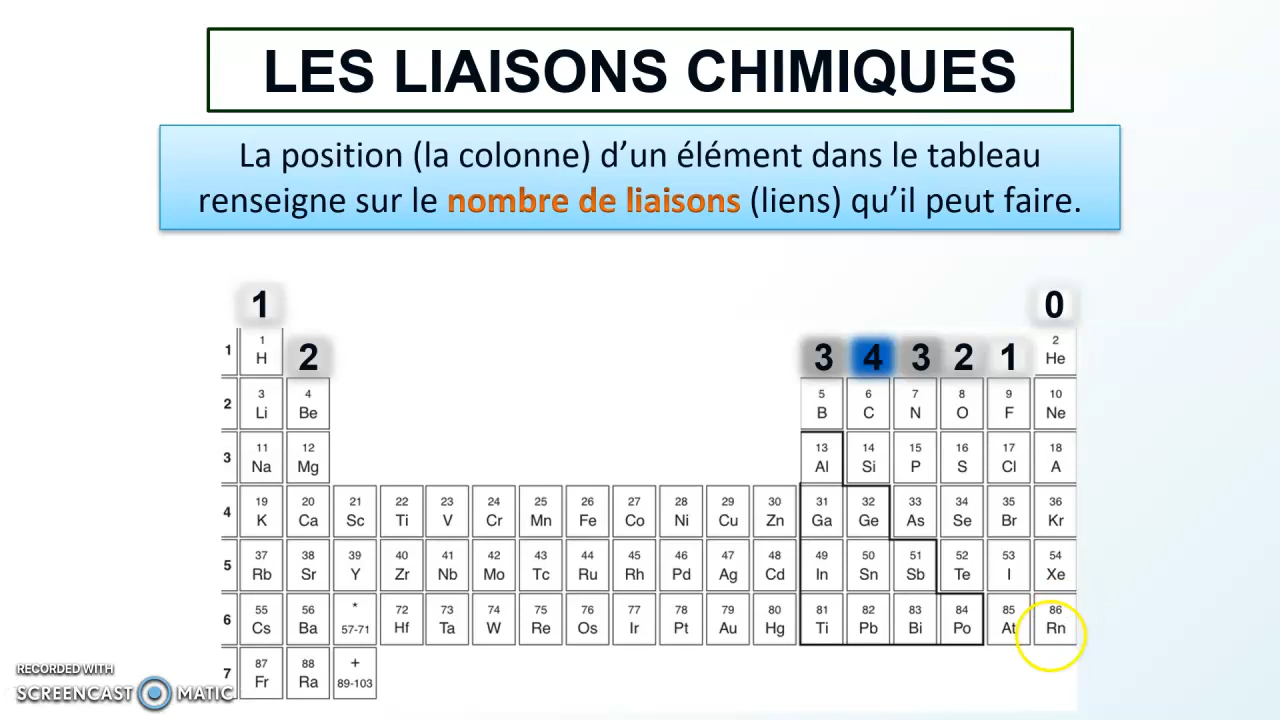 LES LIAISONS CHIMIQUES
La position (la colonne) d'un élément dans le tableau
renseigne sur le nombre de liaisons (liens) qu'il peut faire.
1 0
2 3 4 3 2 1
1 1 H 2 He
2 3 Li 4 Be 5 B 6 C 7 N 8 O 9 F 10 Ne
3 11 Na 12 Mg 13 Al 14 Si 15 P 16 S 17 Cl 18 A
4 19 K 20 Ca 21 Sc 22 Ti 23 V 24 Cr 25 Mn 26 Fe 27 Co 28 Ni 29 Cu 30 Zn 31 Ga 32 Ge 33 As 34 Se 35 Br 36 Kr
5 37 Rb 38 Sr 39 Y 40 Zr 41 Nb 42 Mo 43 Tc 44 Ru 45 Rh 46 Pd 47 Ag 48 Cd 49 In 50 Sn 51 Sb 52 Te 53 I 54 Xe
6 55 Cs 56 Ba * 57-71 72 Hf 73 Ta 74 W 75 Re 76 Os 77 Ir 78 Pt 79 Au 80 Hg 81 Ti 82 Pb 83 Bi 84 Po 85 At 86 Rn
7 87 Fr 88 Ra + 89-103
RECORDED WITH
SCREENCAST MATIC